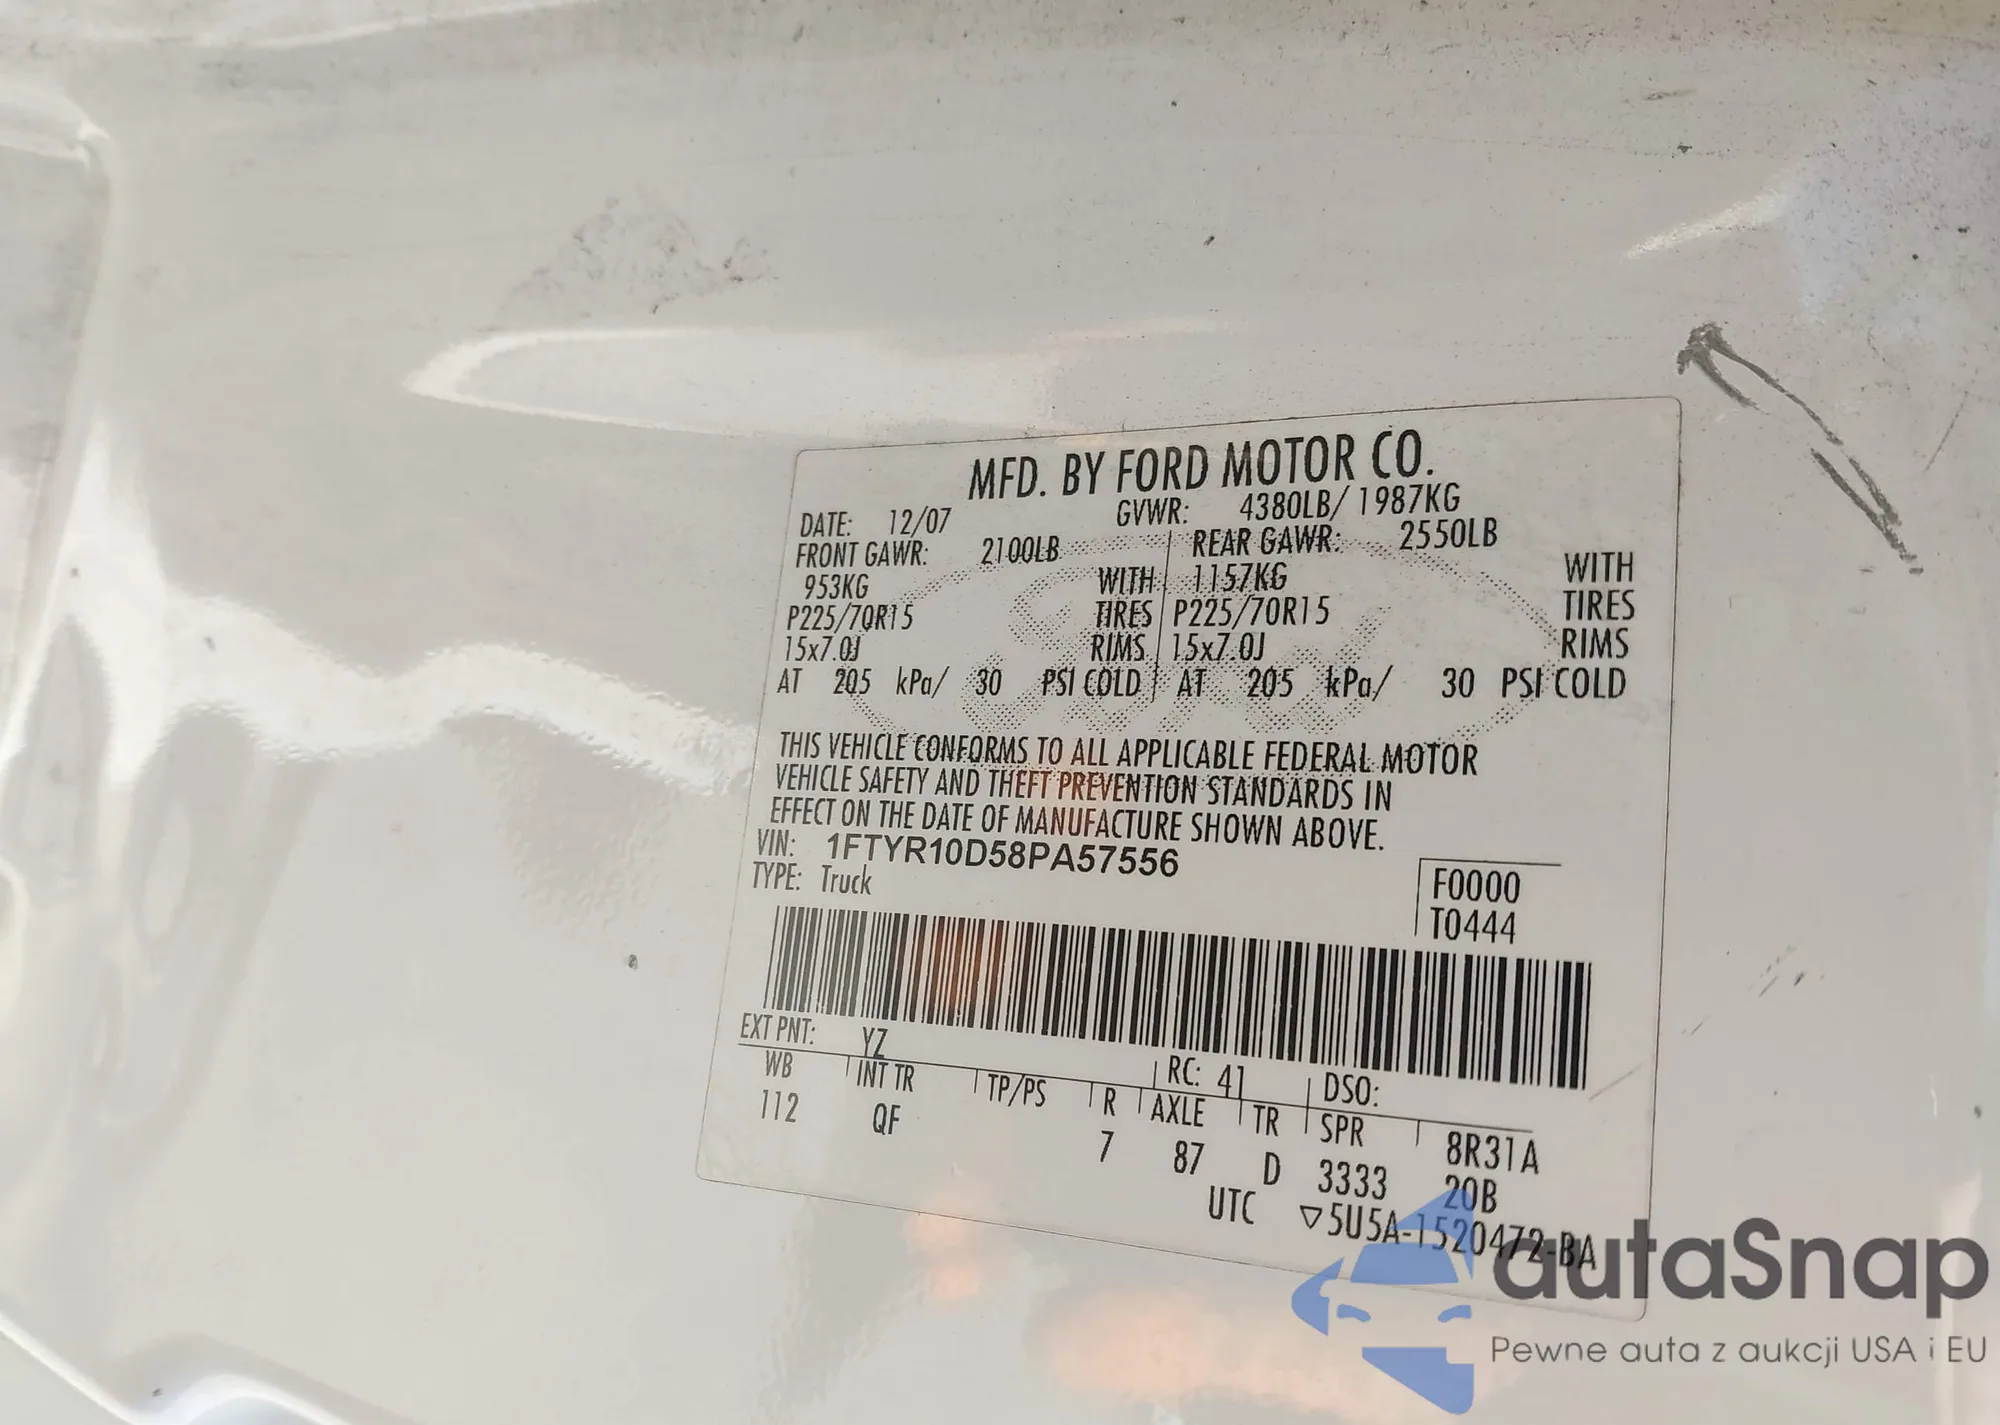 MFD. BY FORD MOTOR CO.
DATE: 12/07 GVWR: 4380LB/ 1987KG
FRONT GAWR: 2100LB REAR GAWR: 2550LB
953KG WITH 1157KG WITH
P225/70R15 TIRES P225/70R15 TIRES
15x7.0J RIMS 15x7.0J RIMS
AT 205 kPa/ 30 PSI COLD AT 205 kPa/ 30 PSI COLD
THIS VEHICLE CONFORMS TO ALL APPLICABLE FEDERAL MOTOR
VEHICLE SAFETY AND THEFT PREVENTION STANDARDS IN
EFFECT ON THE DATE OF MANUFACTURE SHOWN ABOVE.
VIN: 1FTYR10D58PA57556
TYPE: Truck
F0000
T0444
EXT PNT: YZ RC: 41 DSO:
WB INT TR TP/PS R AXLE TR SPR 8R31A
112 QF 7 87 D 3333 20B
UTC ▽5U5A-1520472-BA
autaSnap
Pewne auta z aukcji USA i EU